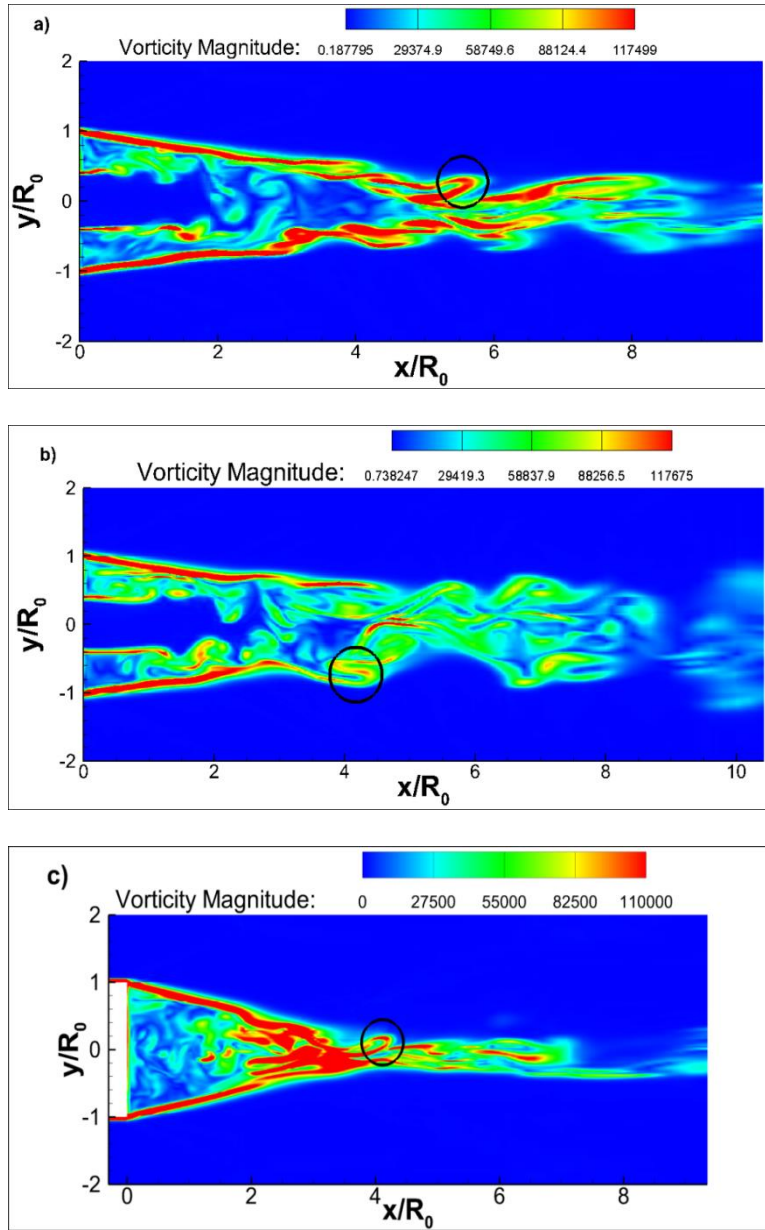 a)
Vorticity Magnitude: 0.187795 29374.9 58749.6 88124.4 117499
2
1
0
-1
-2
y/R0
0 2 4 6 8
x/R0
b)
Vorticity Magnitude: 0.738247 29419.3 58837.9 88256.5 117675
2
1
0
-1
-2
y/R0
0 2 4 6 8 10
x/R0
c)
Vorticity Magnitude: 0 27500 55000 82500 110000
2
1
0
-1
-2
y/R0
0 2 4 6 8
x/R0